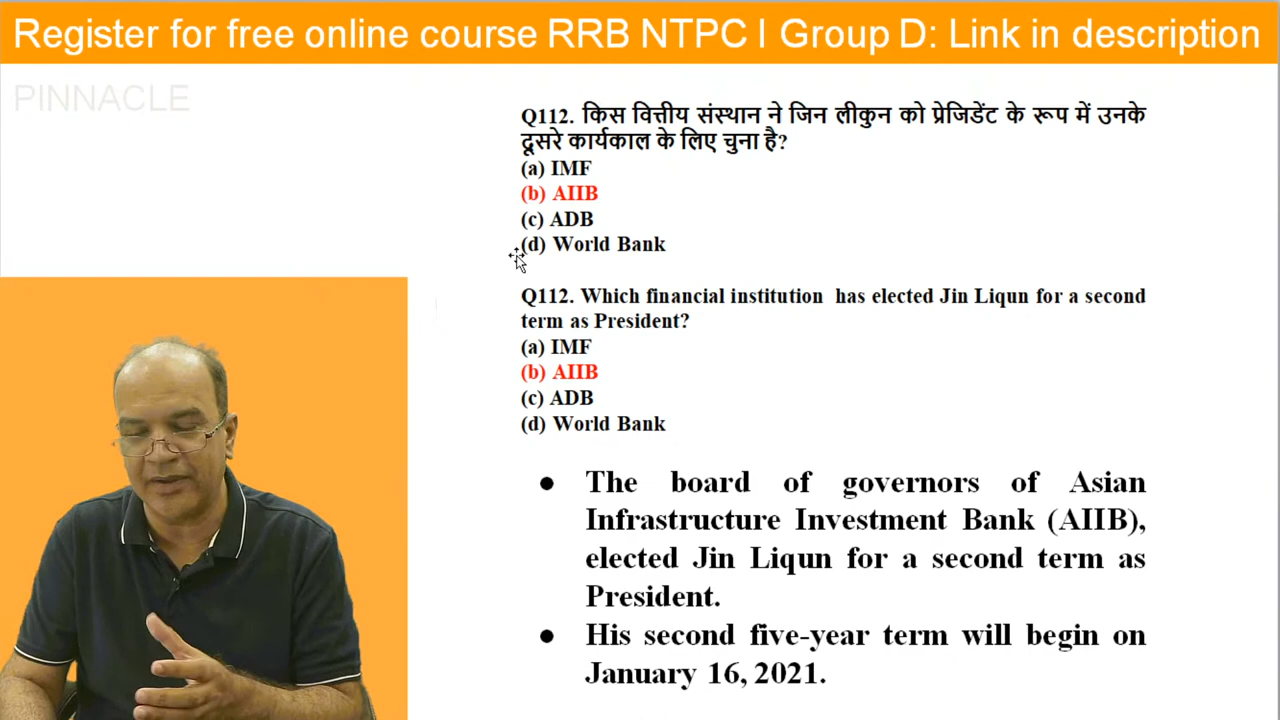 Register for free online course RRB NTPC I Group D: Link in description
PINNACLE
Q112. किस वित्तीय संस्थान ने जिन लीकुन को प्रेजिडेंट के रूप में उनके
दूसरे कार्यकाल के लिए चुना है?
(a) IMF
(b) AIIB
(c) ADB
(d) World Bank
Q112. Which financial institution has elected Jin Liqun for a second
term as President?
(a) IMF
(b) AIIB
(c) ADB
(d) World Bank
● The board of governors of Asian
Infrastructure Investment Bank (AIIB),
elected Jin Liqun for a second term as
President.
● His second five-year term will begin on
January 16, 2021.